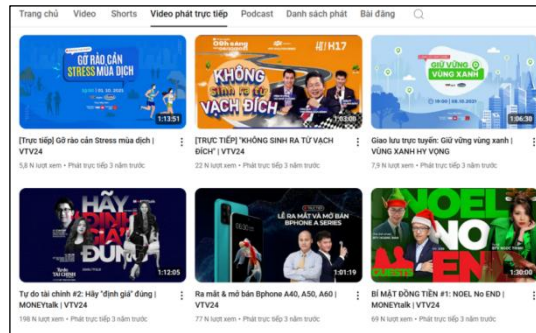 Trang chủ Video Shorts Video phát trực tiếp Podcast Danh sách phát Bài đăng
GỠ RÀO CẢN
STRESS MÙA DỊCH
1:13:51
[Trực tiếp] Gỡ rào cản Stress mùa dịch |
VTV24
5,8 N lượt xem • Phát trực tiếp 3 năm trước
H17
KHÔNG
SINH RA TỪ
VẠCH ĐÍCH
1:03:00
[TRỰC TIẾP] "KHÔNG SINH RA TỪ VẠCH
ĐÍCH" | VTV24
22 N lượt xem • Phát trực tiếp 3 năm trước
GIỮ VỮNG
VÙNG XANH
19:00 | 08.10.2021
1:06:30
Giao lưu trực tuyến: Giữ vững vùng xanh |
VÙNG XANH HY VỌNG
7,9 N lượt xem • Phát trực tiếp 3 năm trước
HÃY
"ĐỊNH
GIÁ"
ĐÚNG
1:12:05
Tự do tài chính #2: Hãy "định giá" đúng |
MONEYtalk | VTV24
198 N lượt xem • Phát trực tiếp 3 năm trước
LỄ RA MẮT VÀ MỞ BÁN
BPHONE A SERIES
1:01:19
Ra mắt & mở bán Bphone A40, A50, A60 |
VTV24
77 N lượt xem • Phát trực tiếp 3 năm trước
NOEL
NO
EN
GUESTS
1:30:00
BÍ MẬT ĐỒNG TIỀN #1: NOEL No END |
MONEYtalk | VTV24
69 N lượt xem • Phát trực tiếp 3 năm trước